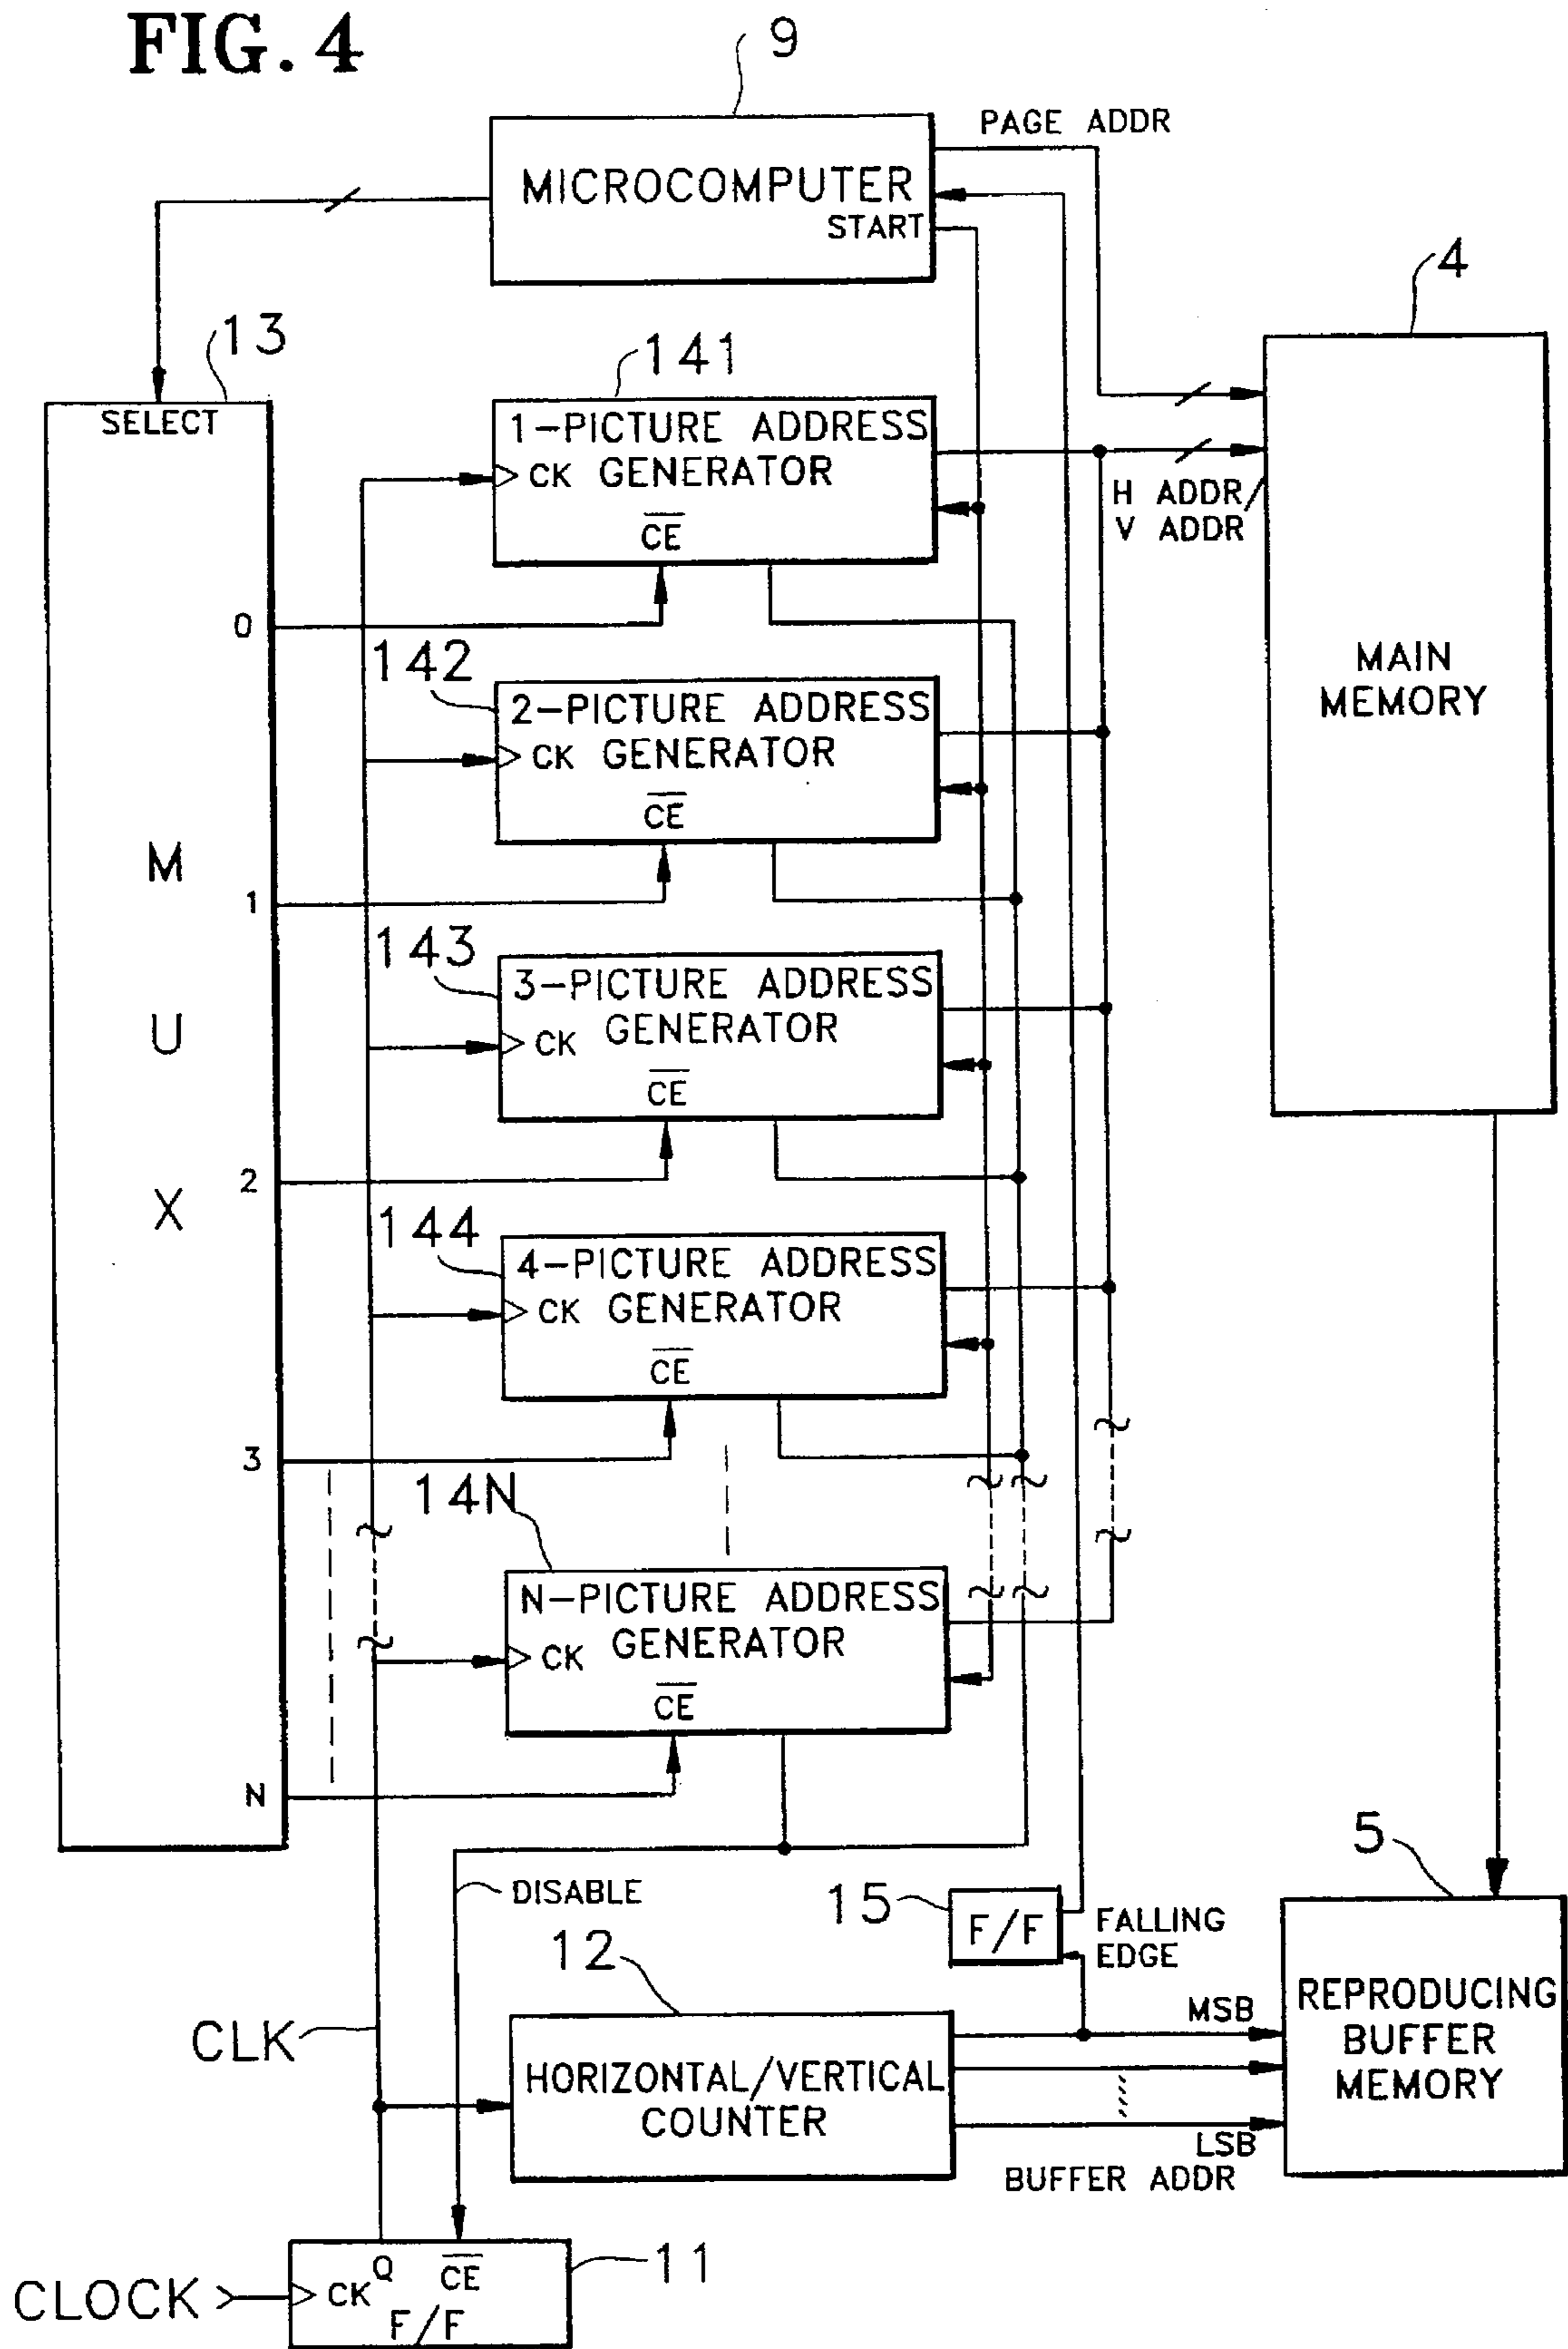 FIG. 4
9
PAGE ADDR
MICROCOMPUTER
START
4
13
SELECT
141
1-PICTURE ADDRESS
CK GENERATOR
CE
H ADDR/
V ADDR
0
MAIN
MEMORY
142
2-PICTURE ADDRESS
CK GENERATOR
CE
M
1
143
3-PICTURE ADDRESS
CK GENERATOR
CE
U
2
X
144
4-PICTURE ADDRESS
CK GENERATOR
CE
3
14N
N-PICTURE ADDRESS
CK GENERATOR
CE
N
5
DISABLE
15
F/F
FALLING
EDGE
12
CLK
HORIZONTAL/VERTICAL
COUNTER
MSB
REPRODUCING
BUFFER
MEMORY
LSB
BUFFER ADDR
11
Q CE
CLOCK
CK
F/F